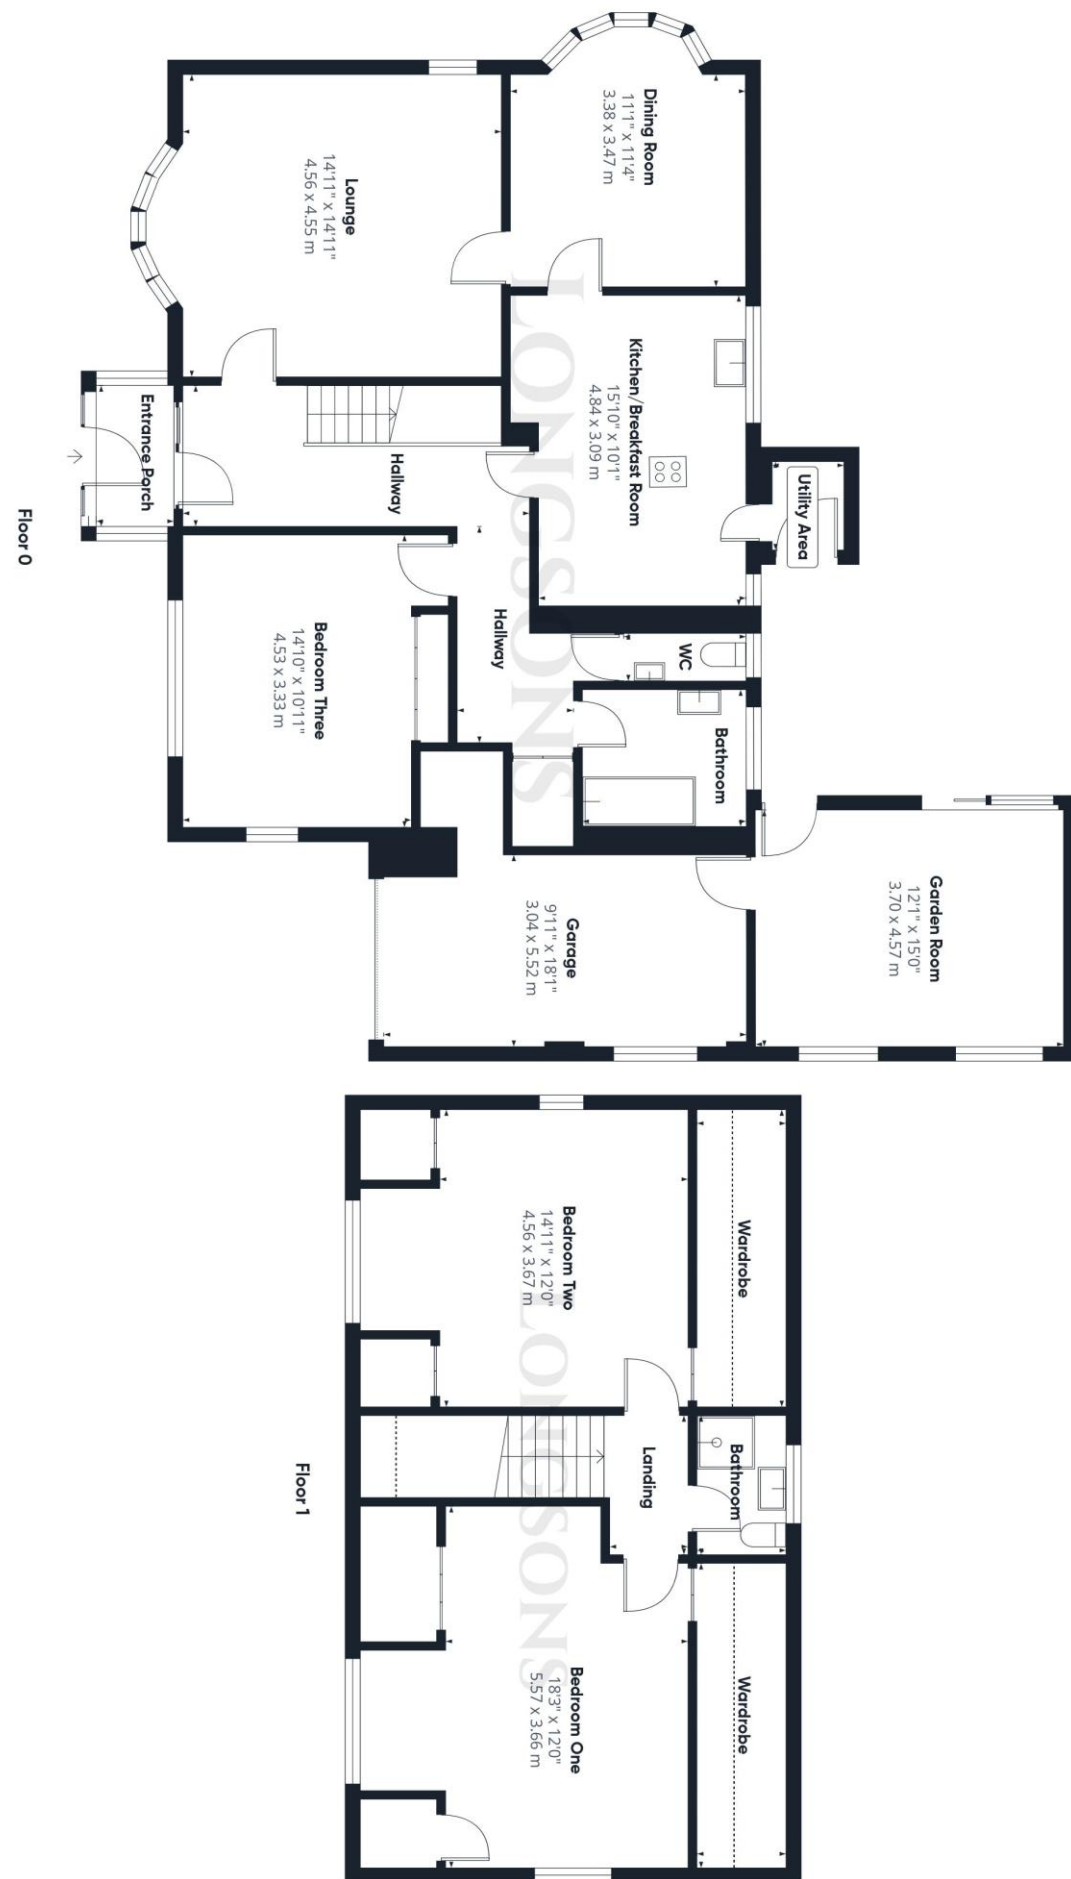 Dining Room
11'1" x 11'4"
3.38 x 3.47 m
Lounge
14'11" x 14'11"
4.56 x 4.55 m
Kitchen/Breakfast Room
15'10" x 10'1"
4.84 x 3.09 m
Utility Area
Entrance Porch
Hallway
Hallway
WC
Bathroom
Bedroom Three
14'10" x 10'11"
4.53 x 3.33 m
Garage
9'11" x 18'1"
3.04 x 5.52 m
Garden Room
12'1" x 15'0"
3.70 x 4.57 m
LONGSONS
Floor 0
Wardrobe
Bedroom Two
14'11" x 12'0"
4.56 x 3.67 m
Bathroom
Landing
Wardrobe
Bedroom One
18'3" x 12'0"
5.57 x 3.66 m
LONGSONS
Floor 1